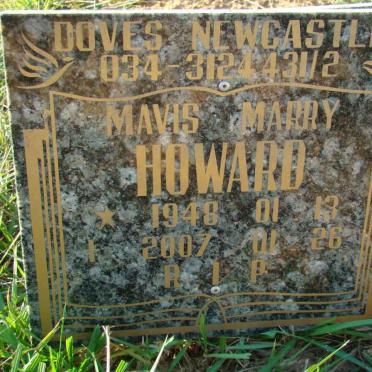 DOVES NEWCASTLE
034-3124431/2
MAVIS MARRY
HOWARD
★ 1948 01 13
† 2007 01 26
R I P